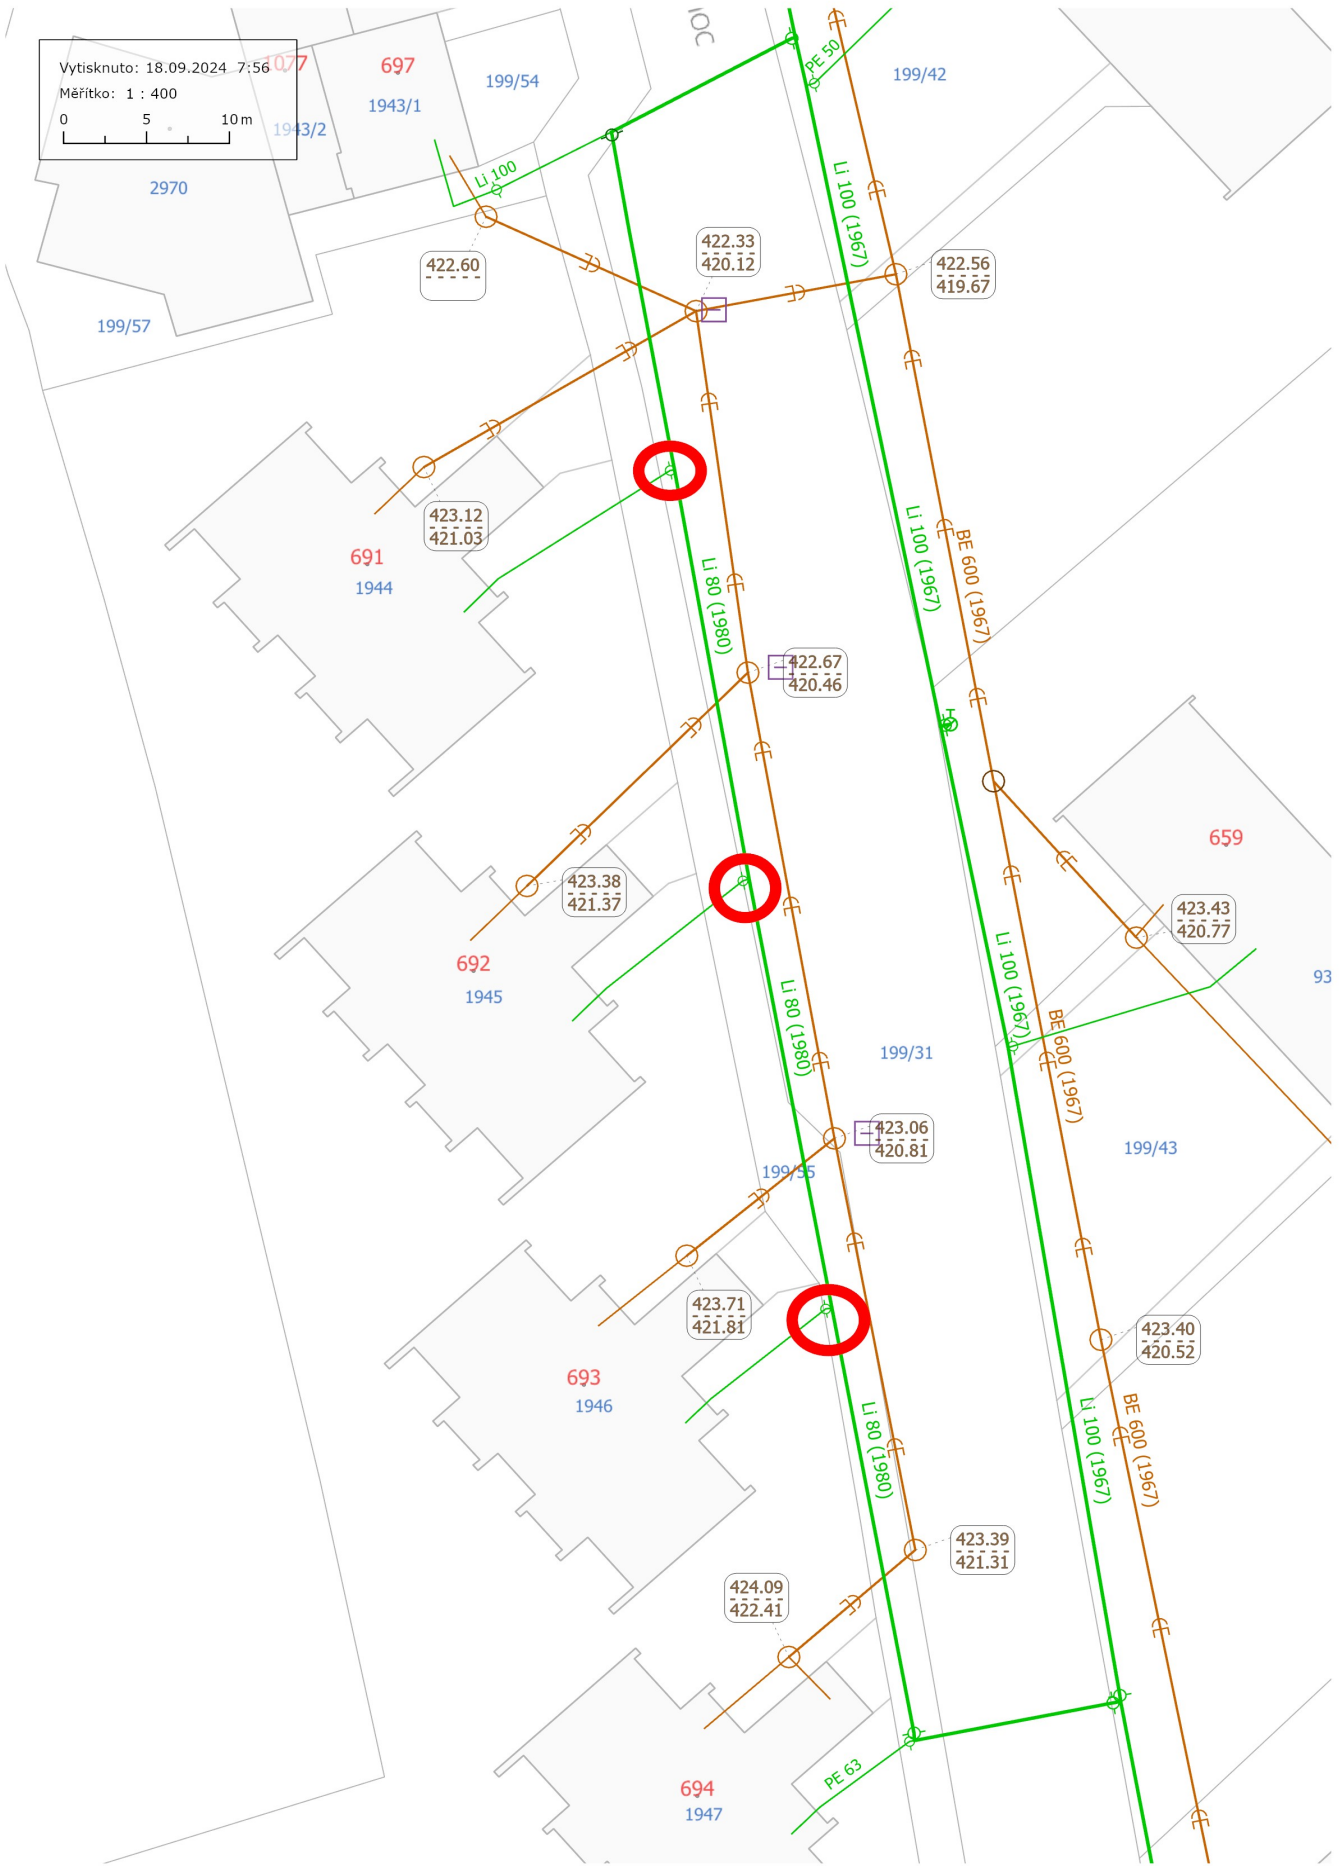 Vytisknuto: 18.09.2024 7:56
Měřítko: 1 : 400
0 5 10 m
1077
697
1943/1
1943/2
199/54
2970
199/57
PE 50
199/42
Li 100
Li 100 (1967)
422.60
422.33
420.12
422.56
419.67
423.12
421.03
691
1944
Li 80 (1980)
Li 100 (1967)
BE 600 (1967)
422.67
420.46
659
423.38
421.37
423.43
420.77
692
1945
93
Li 80 (1980)
Li 100 (1967)
BE 600 (1967)
199/31
423.06
420.81
199/43
199/55
423.71
421.81
423.40
420.52
693
1946
Li 80 (1980)
Li 100 (1967)
BE 600 (1967)
423.39
421.31
424.09
422.41
PE 63
694
1947